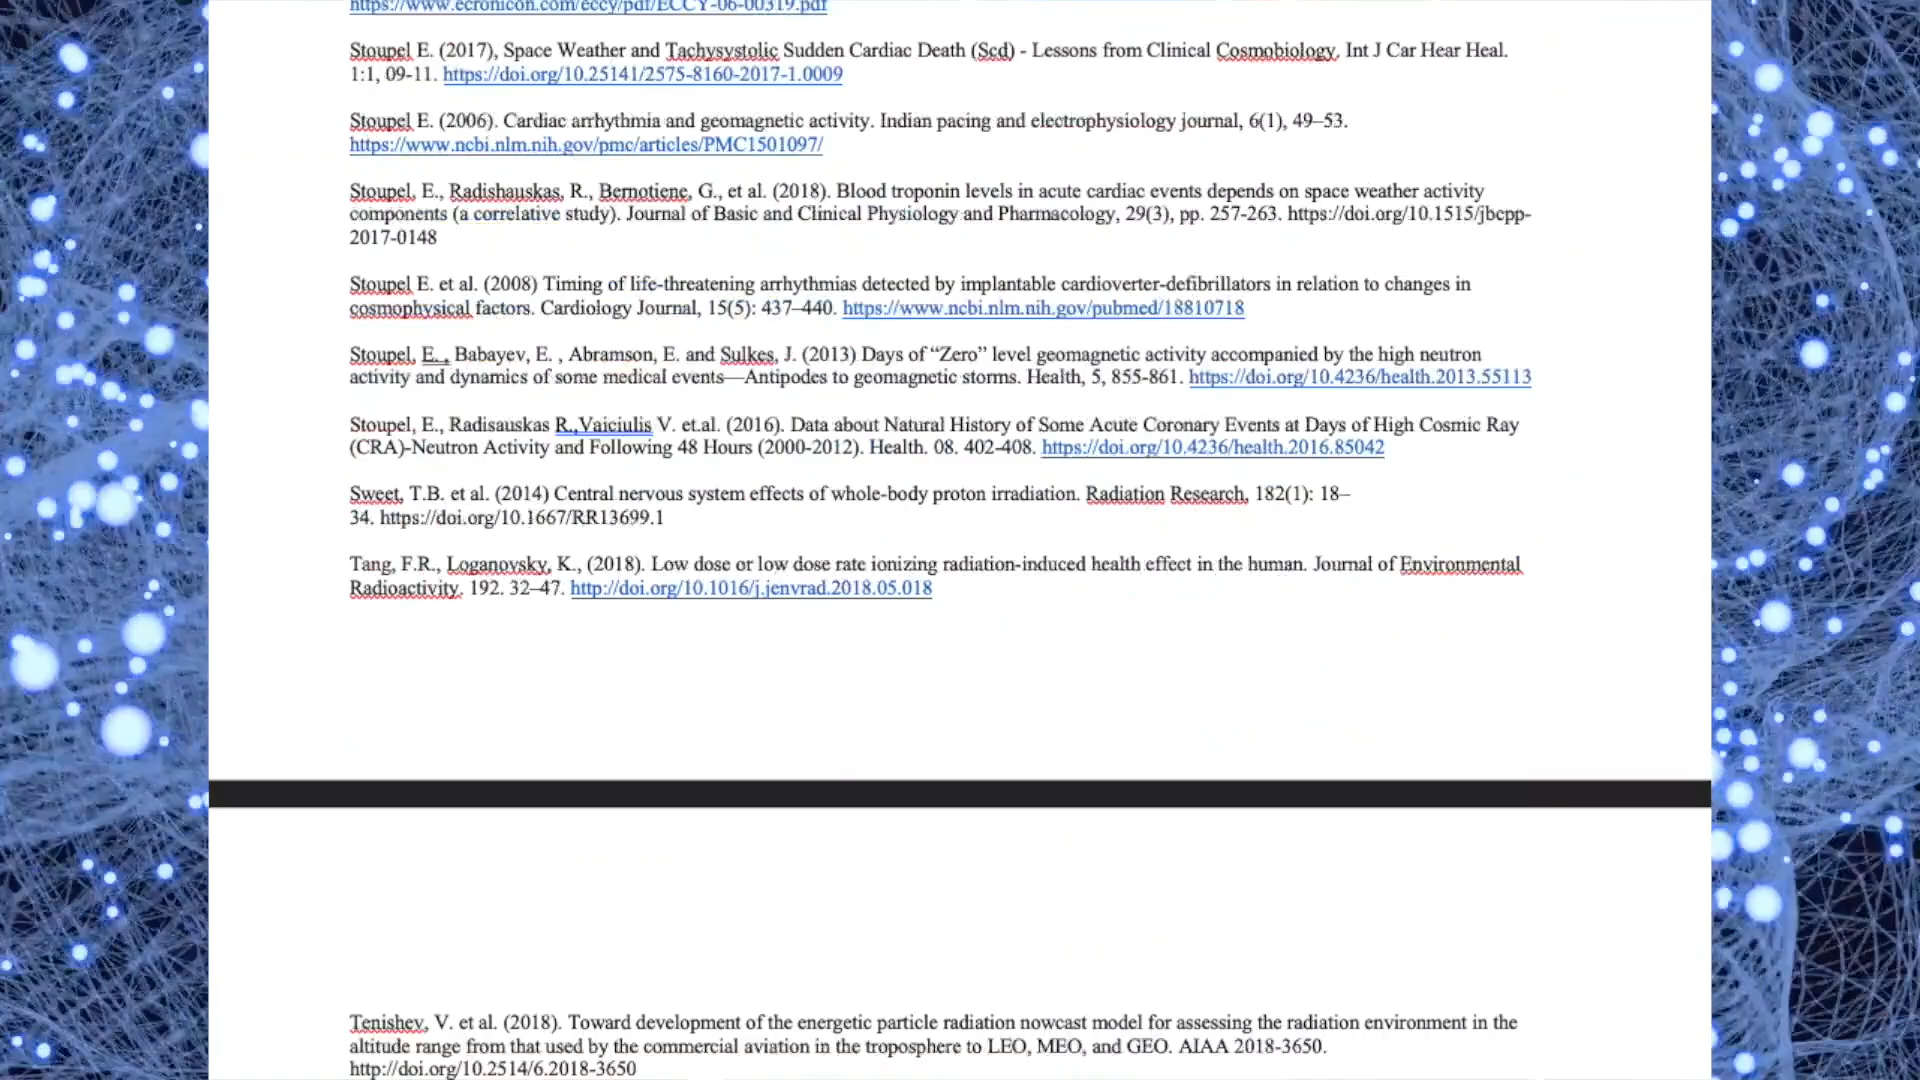 https://www.ecronicon.com/eccy/pdf/ECCY-06-00319.pdf
Stoupel E. (2017), Space Weather and Tachysystolic Sudden Cardiac Death (Scd) - Lessons from Clinical Cosmobiology. Int J Car Hear Heal.
1:1, 09-11. https://doi.org/10.25141/2575-8160-2017-1.0009
Stoupel E. (2006). Cardiac arrhythmia and geomagnetic activity. Indian pacing and electrophysiology journal, 6(1), 49–53.
https://www.ncbi.nlm.nih.gov/pmc/articles/PMC1501097/
Stoupel, E., Radishauskas, R., Bernotiene, G., et al. (2018). Blood troponin levels in acute cardiac events depends on space weather activity
components (a correlative study). Journal of Basic and Clinical Physiology and Pharmacology, 29(3), pp. 257-263. https://doi.org/10.1515/jbcpp-
2017-0148
Stoupel E. et al. (2008) Timing of life-threatening arrhythmias detected by implantable cardioverter-defibrillators in relation to changes in
cosmophysical factors. Cardiology Journal, 15(5): 437–440. https://www.ncbi.nlm.nih.gov/pubmed/18810718
Stoupel, E. , Babayev, E. , Abramson, E. and Sulkes, J. (2013) Days of “Zero” level geomagnetic activity accompanied by the high neutron
activity and dynamics of some medical events—Antipodes to geomagnetic storms. Health, 5, 855-861. https://doi.org/10.4236/health.2013.55113
Stoupel, E., Radisauskas R.,Vaiciulis V. et.al. (2016). Data about Natural History of Some Acute Coronary Events at Days of High Cosmic Ray
(CRA)-Neutron Activity and Following 48 Hours (2000-2012). Health. 08. 402-408. https://doi.org/10.4236/health.2016.85042
Sweet, T.B. et al. (2014) Central nervous system effects of whole-body proton irradiation. Radiation Research, 182(1): 18–
34. https://doi.org/10.1667/RR13699.1
Tang, F.R., Loganovsky, K., (2018). Low dose or low dose rate ionizing radiation-induced health effect in the human. Journal of Environmental
Radioactivity. 192. 32–47. http://doi.org/10.1016/j.jenvrad.2018.05.018
Tenishev, V. et al. (2018). Toward development of the energetic particle radiation nowcast model for assessing the radiation environment in the
altitude range from that used by the commercial aviation in the troposphere to LEO, MEO, and GEO. AIAA 2018-3650.
http://doi.org/10.2514/6.2018-3650